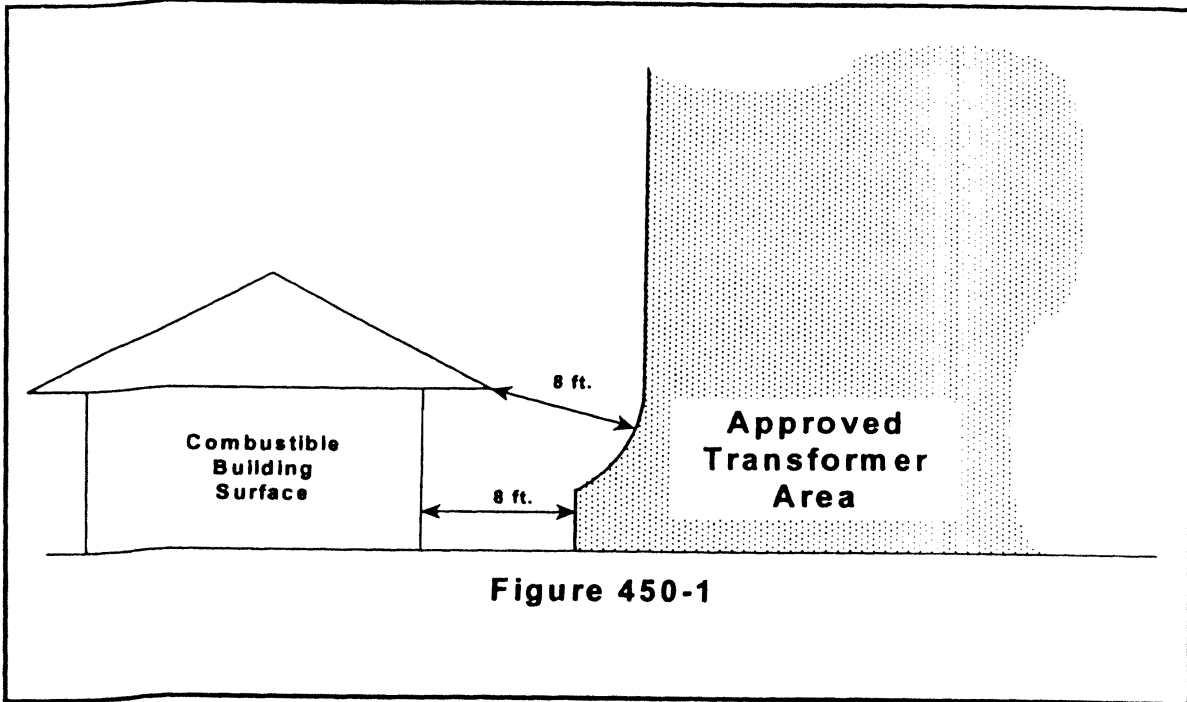 8 ft.
Approved
Transformer
Area
Combustible
Building
Surface
8 ft.
Figure 450-1